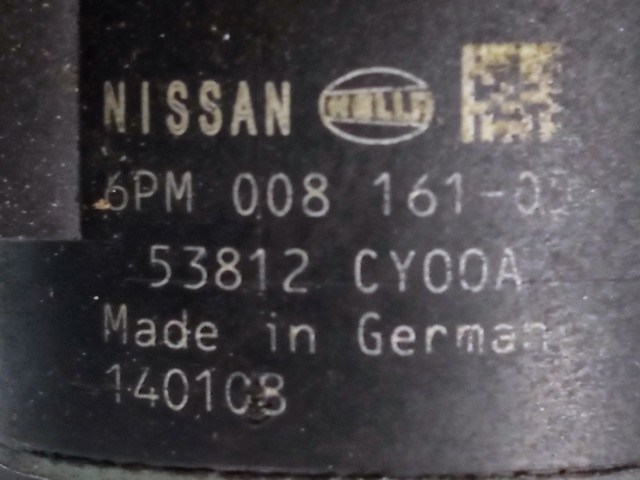 NISSAN HELLA
6PM 008 161-0
53812 CY00A
Made in German
140108